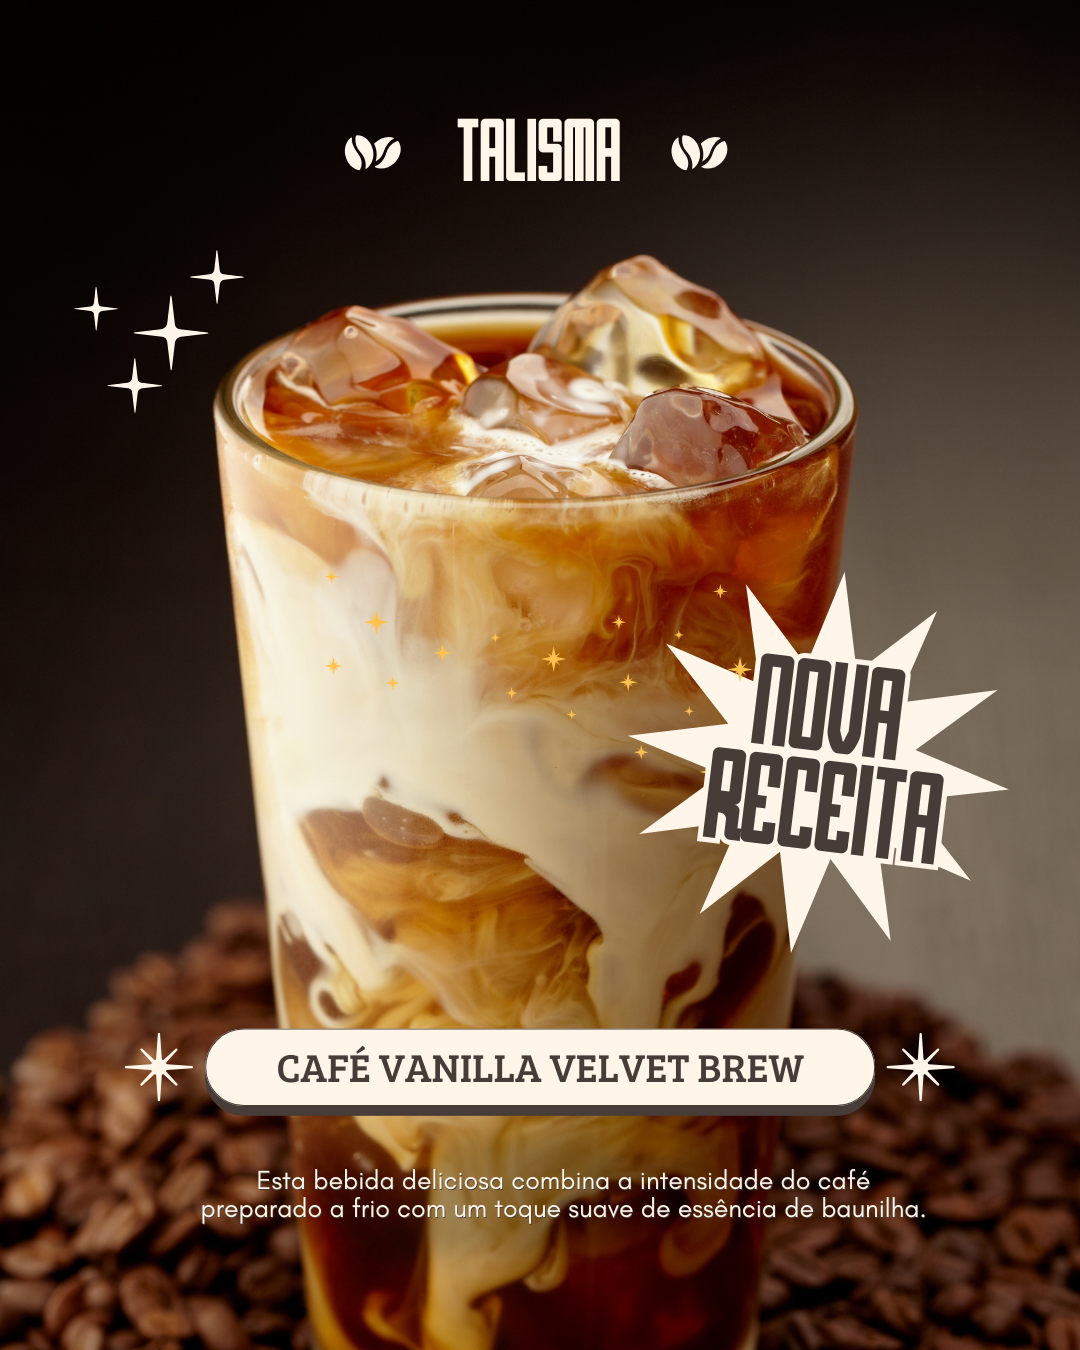 TALISMA
NOVA
RECEITA
CAFÉ VANILLA VELVET BREW
Esta bebida deliciosa combina a intensidade do café
preparado a frio com um toque suave de essência de baunilha.